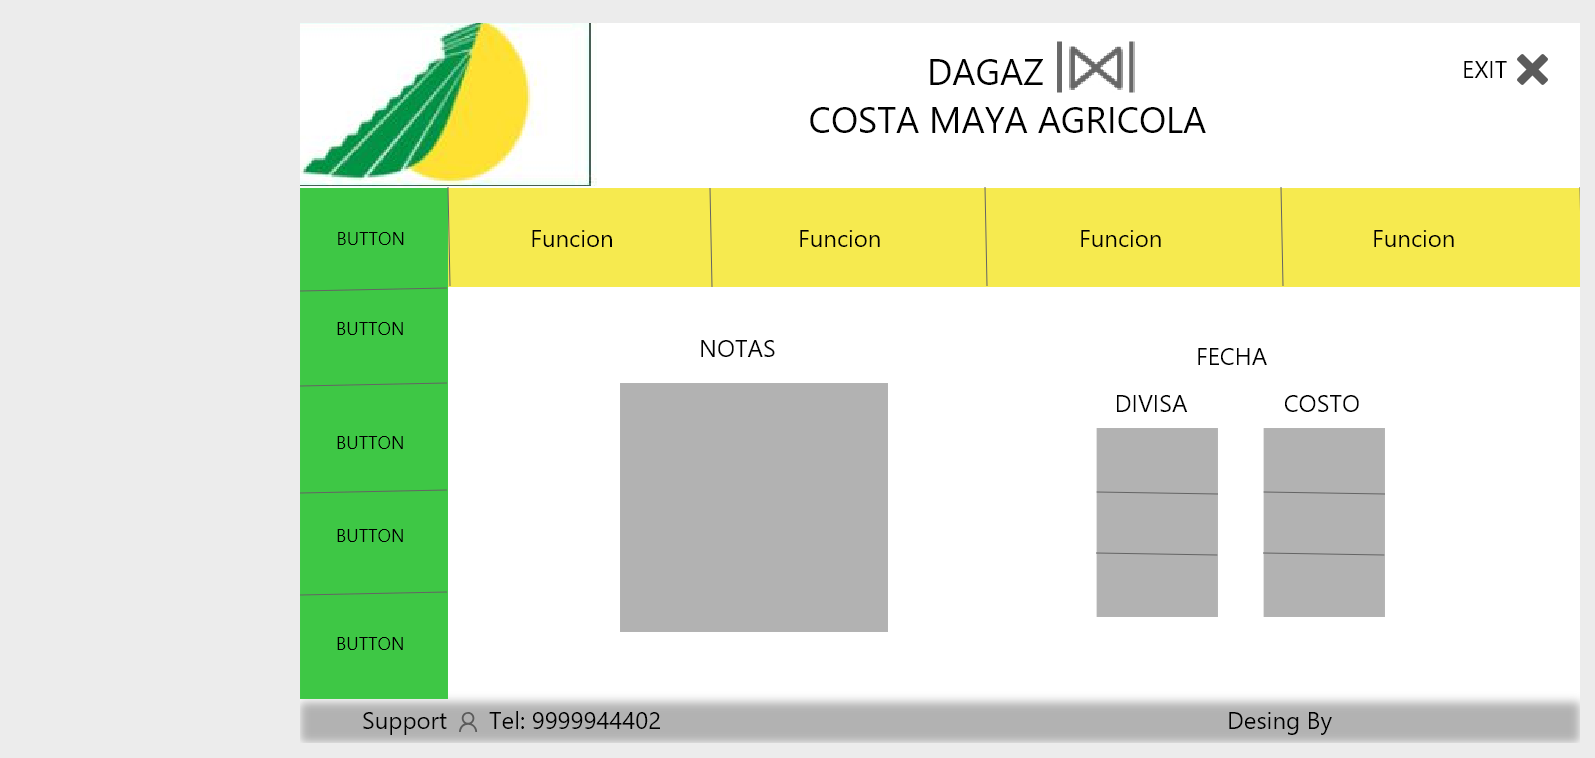 DAGAZ
COSTA MAYA AGRICOLA
EXIT
BUTTON
Funcion
Funcion
Funcion
Funcion
BUTTON
BUTTON
BUTTON
BUTTON
NOTAS
FECHA
DIVISA
COSTO
Support Tel: 9999944402
Desing By